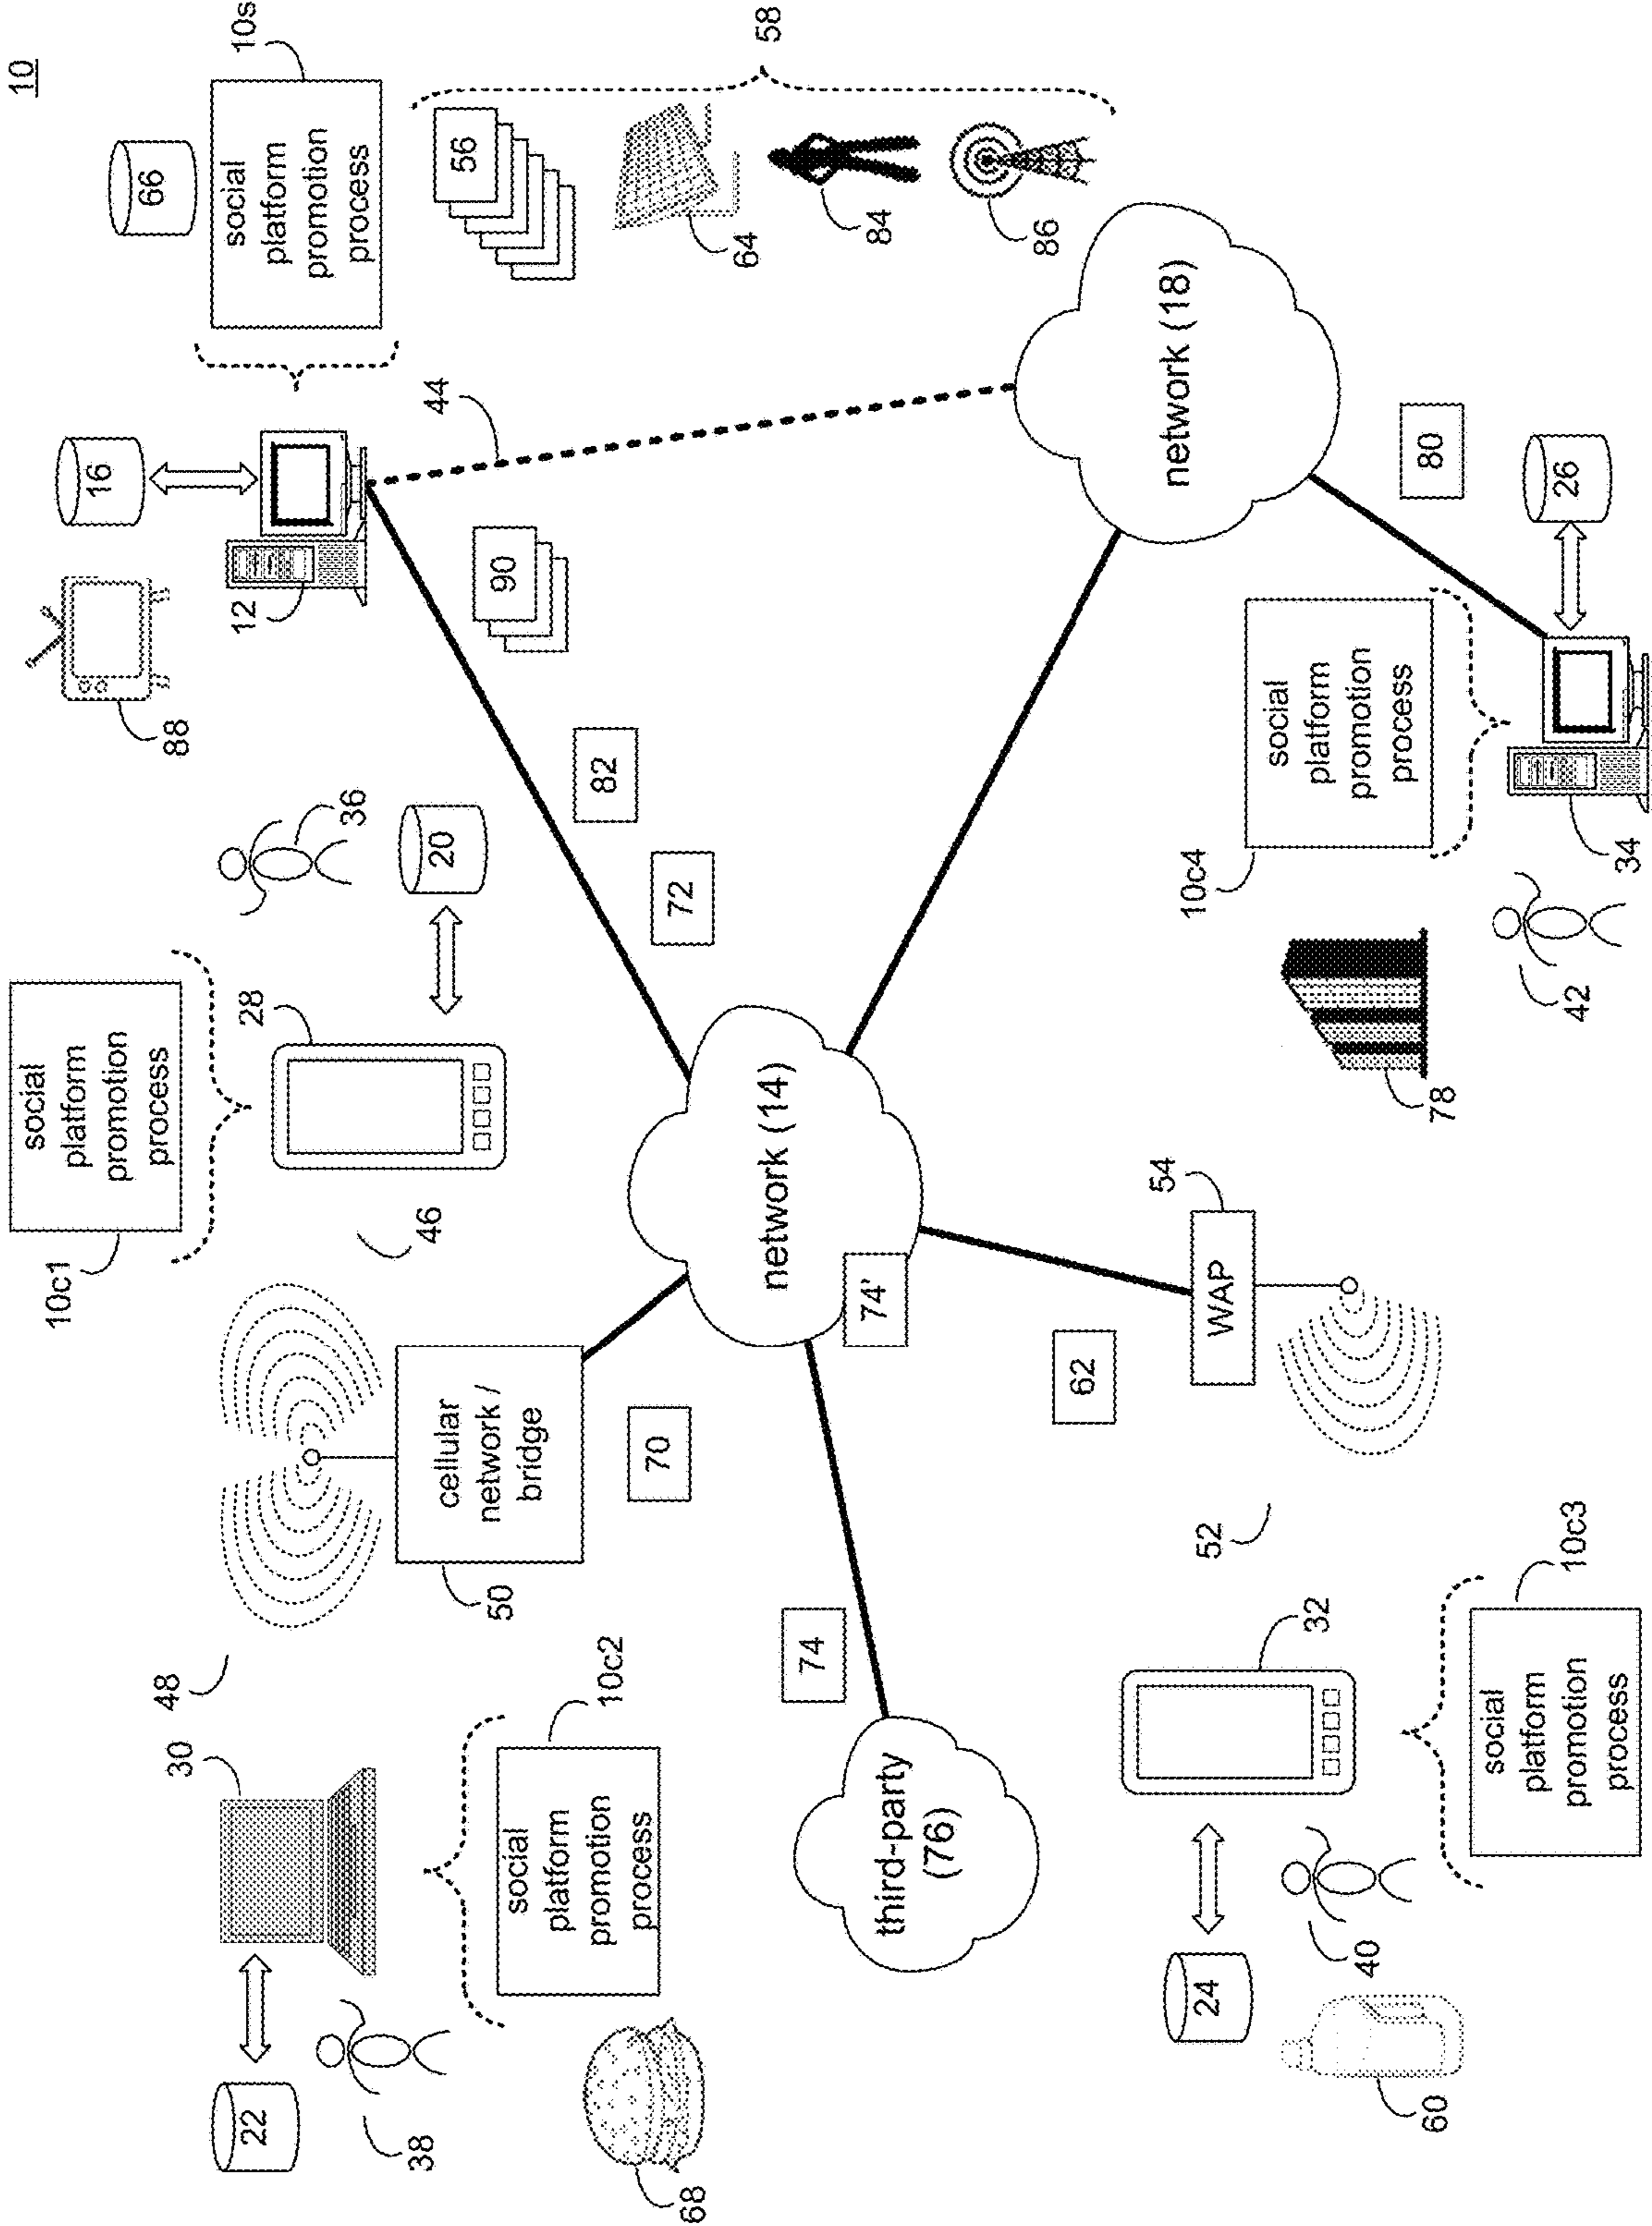 10
66
social
platform
promotion
process
10s
16
12
88
44
90
56
64
84
86
58
82
72
36
20
social
platform
promotion
process
10c1
28
46
48
cellular
network /
bridge
50
70
network (14)
74'
network (18)
80
26
social
platform
promotion
process
10c4
34
42
78
54
WAP
62
52
74
third-party
(76)
30
22
38
social
platform
promotion
process
10c2
68
32
24
40
60
social
platform
promotion
process
10c3